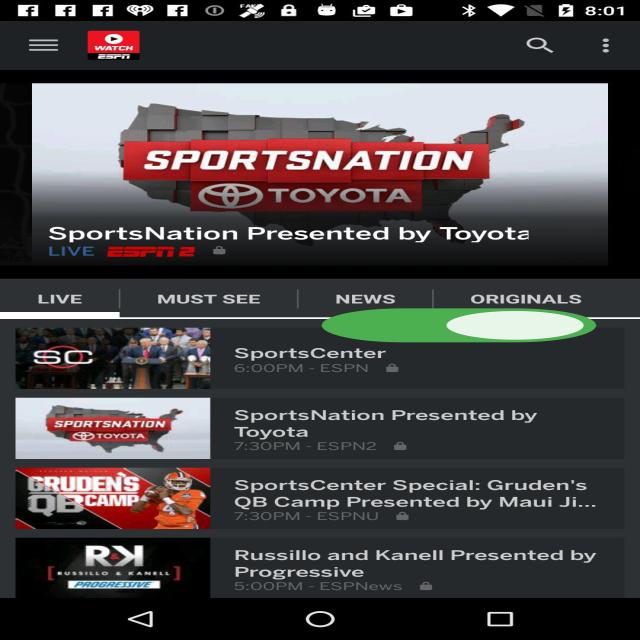 8:01
WATCH
ESPN
SPORTSNATION
TOYOTA
SportsNation Presented by Toyota
LIVE ESPN 2
LIVE
MUST SEE
NEWS
ORIGINALS
SC
SportsCenter
6:00PM - ESPN
SPORTSNATION
TOYOTA
SportsNation Presented by
Toyota
7:30PM - ESPN2
GRUDEN'S
QB CAMP
SportsCenter Special: Gruden's
QB Camp Presented by Maui Ji...
7:30PM - ESPNU
R&K
RUSSILLO & KANELL
PROGRESSIVE
Russillo and Kanell Presented by
Progressive
5:00PM - ESPNews